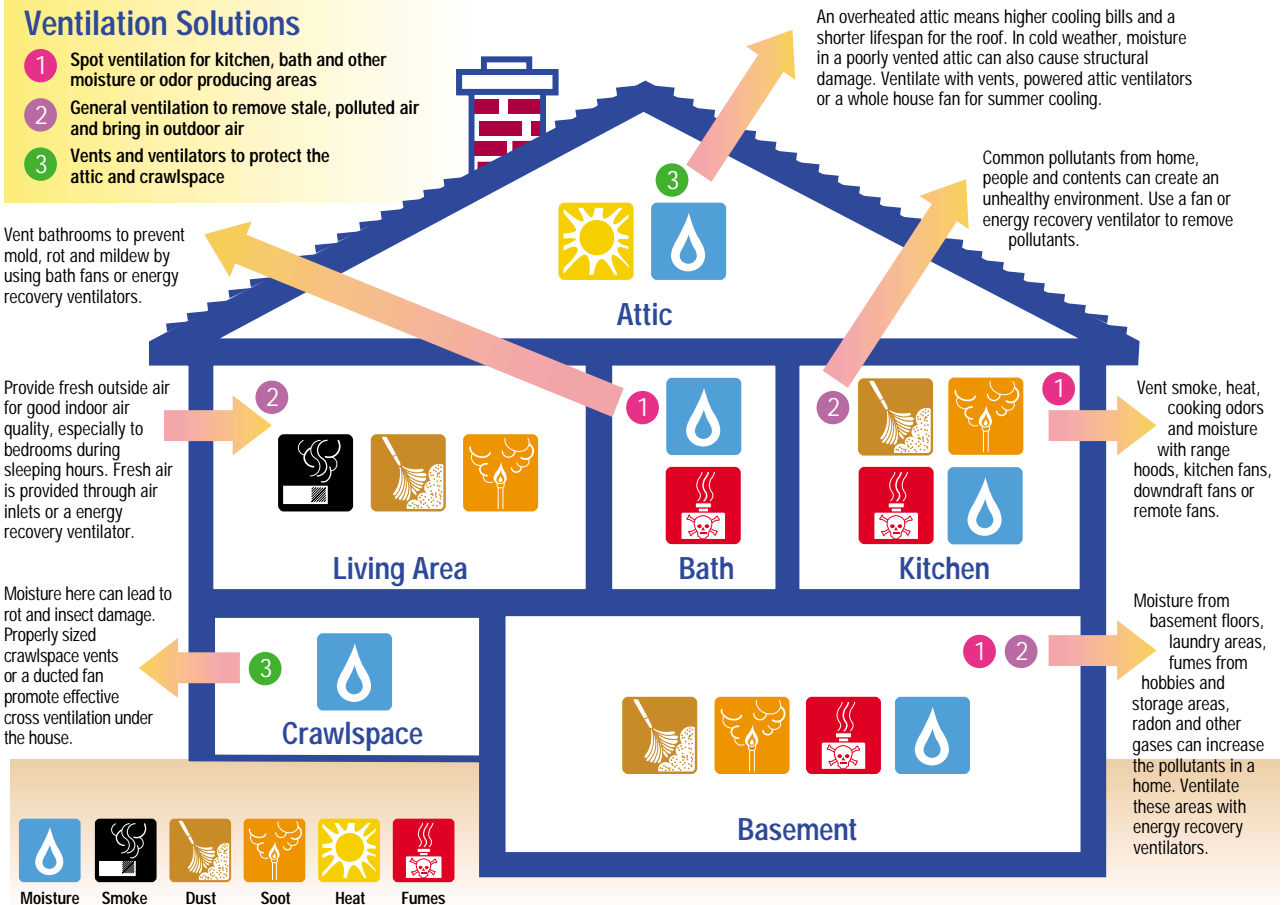 Ventilation Solutions
1 Spot ventilation for kitchen, bath and other
moisture or odor producing areas
2 General ventilation to remove stale, polluted air
and bring in outdoor air
3 Vents and ventilators to protect the
attic and crawlspace
An overheated attic means higher cooling bills and a
shorter lifespan for the roof. In cold weather, moisture
in a poorly vented attic can also cause structural
damage. Ventilate with vents, powered attic ventilators
or a whole house fan for summer cooling.
Common pollutants from home,
people and contents can create an
unhealthy environment. Use a fan or
energy recovery ventilator to remove
pollutants.
Vent bathrooms to prevent
mold, rot and mildew by
using bath fans or energy
recovery ventilators.
3
Attic
Provide fresh outside air
for good indoor air
quality, especially to
bedrooms during
sleeping hours. Fresh air
is provided through air
inlets or a energy
recovery ventilator.
2
Living Area
1
Bath
2
1
Kitchen
Vent smoke, heat,
cooking odors
and moisture
with range
hoods, kitchen fans,
downdraft fans or
remote fans.
Moisture here can lead to
rot and insect damage.
Properly sized
crawlspace vents
or a ducted fan
promote effective
cross ventilation under
the house.
3
Crawlspace
1 2
Basement
Moisture from
basement floors,
laundry areas,
fumes from
hobbies and
storage areas,
radon and other
gases can increase
the pollutants in a
home. Ventilate
these areas with
energy recovery
ventilators.
Moisture Smoke Dust Soot Heat Fumes